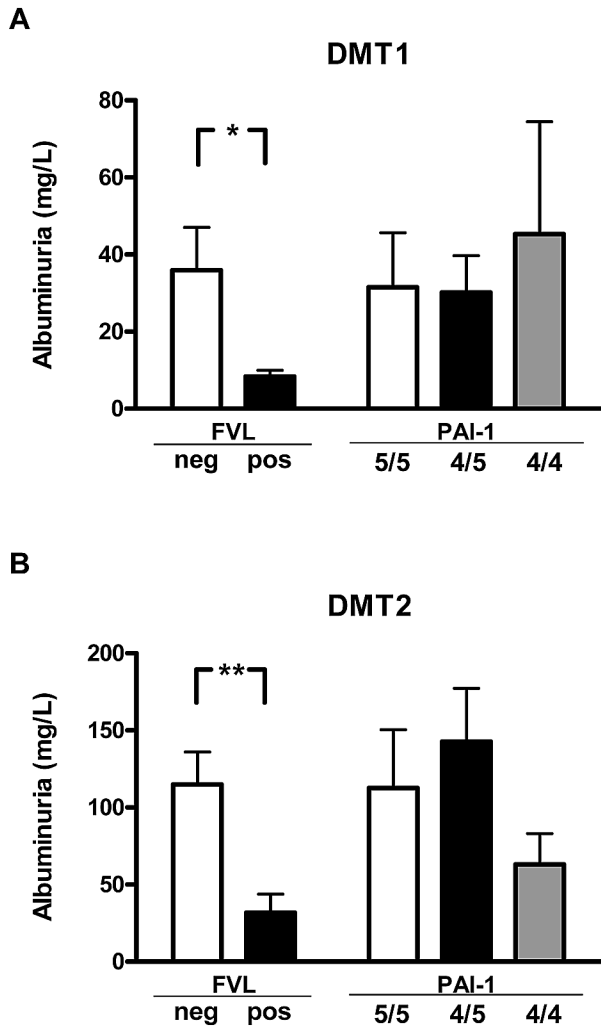 A
DMT1
Albuminuria (mg/L)
80
60
40
20
0
*
FVL
PAI-1
neg pos
5/5 4/5 4/4
B
DMT2
Albuminuria (mg/L)
200
150
100
50
0
**
FVL
PAI-1
neg pos
5/5 4/5 4/4